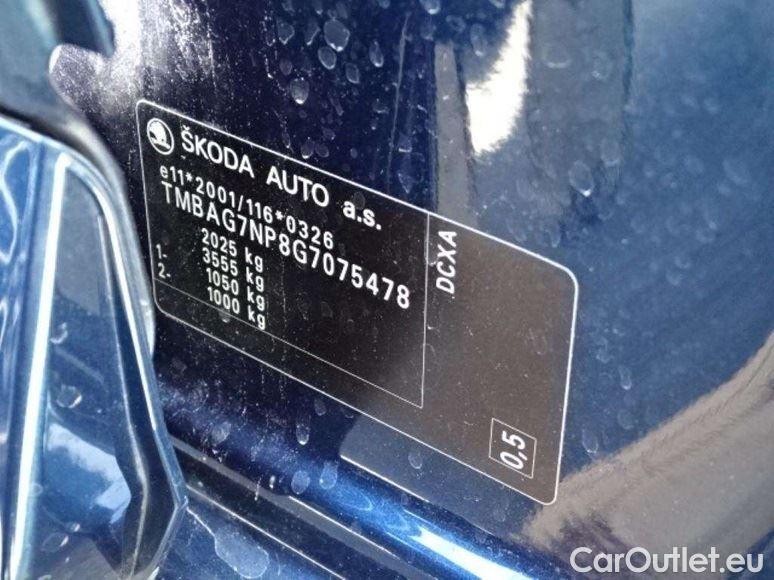 ŠKODA AUTO a.s.
e11*2001/116*0326
TMBAG7NP8G7075478
2025 kg
3555 kg
1- 1050 kg
2- 1000 kg
DCXA
0,5
CarOutlet.eu